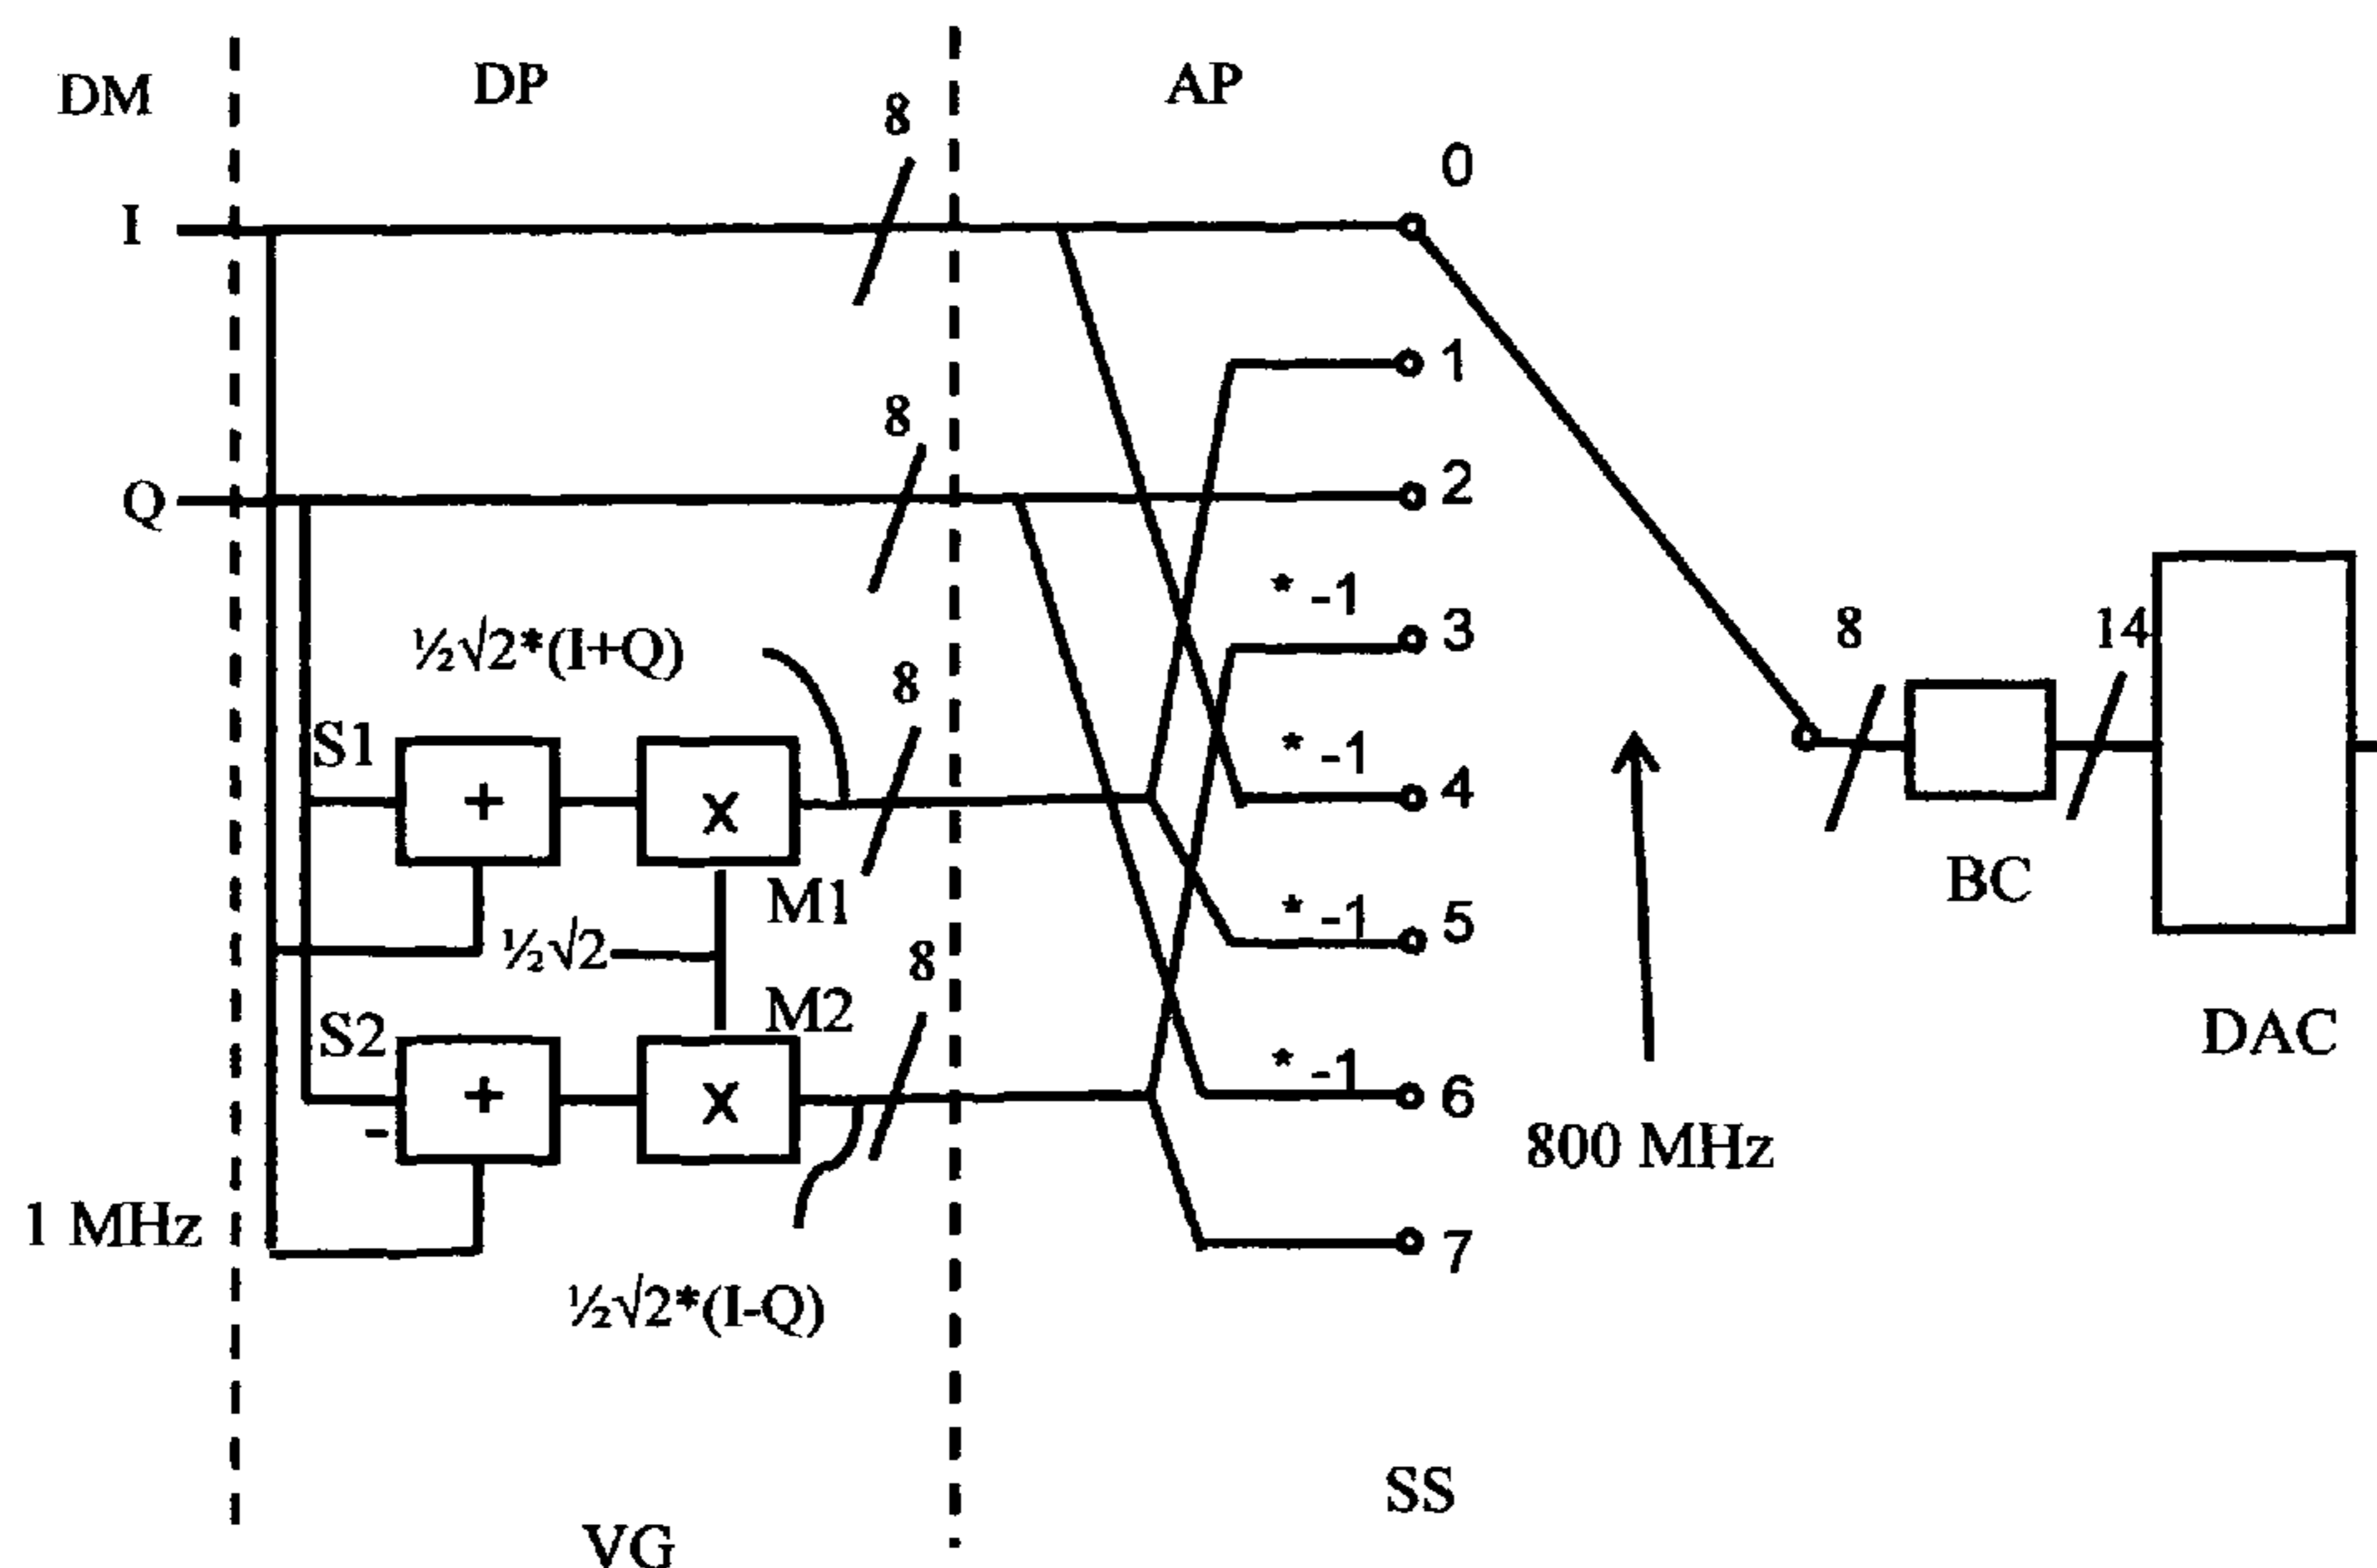 DM
DP
AP
8
0
I
1
8
Q
2
* -1
3
½√2*(I+Q)
8
8
14
S1
+
x
* -1
4
M1
BC
½√2
8
* -1
5
S2
M2
DAC
-
+
x
* -1
6
800 MHz
1 MHz
7
½√2*(I-Q)
SS
VG